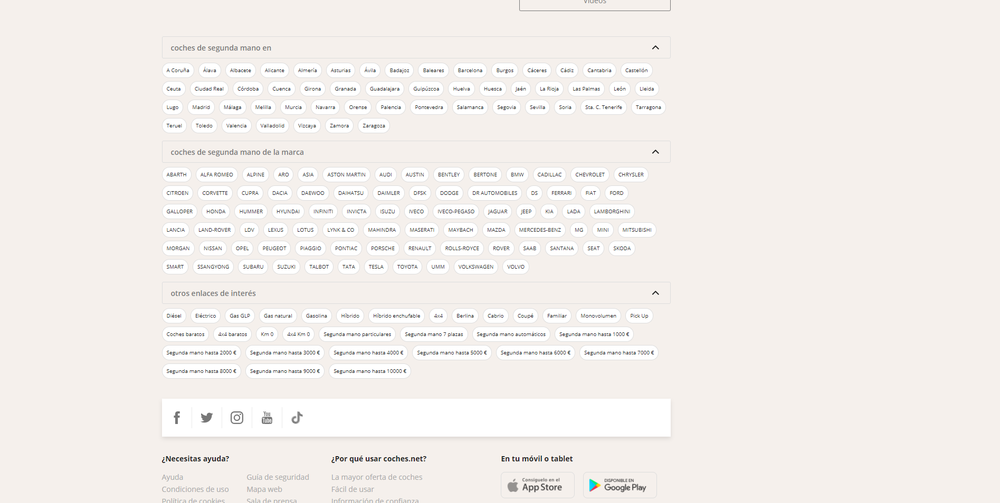 Vídeos
coches de segunda mano en
A Coruña Álava Albacete Alicante Almería Asturias Ávila Badajoz Baleares Barcelona Burgos Cáceres Cádiz Cantabria Castellón
Ceuta Ciudad Real Córdoba Cuenca Girona Granada Guadalajara Guipúzcoa Huelva Huesca Jaén La Rioja Las Palmas León Lleida
Lugo Madrid Málaga Melilla Murcia Navarra Orense Palencia Pontevedra Salamanca Segovia Sevilla Soria Sta. C. Tenerife Tarragona
Teruel Toledo Valencia Valladolid Vizcaya Zamora Zaragoza
coches de segunda mano de la marca
ABARTH ALFA ROMEO ALPINE ARO ASIA ASTON MARTIN AUDI AUSTIN BENTLEY BERTONE BMW CADILLAC CHEVROLET CHRYSLER
CITROEN CORVETTE CUPRA DACIA DAEWOO DAIHATSU DAIMLER DFSK DODGE DR AUTOMOBILES DS FERRARI FIAT FORD
GALLOPER HONDA HUMMER HYUNDAI INFINITI INVICTA ISUZU IVECO IVECO-PEGASO JAGUAR JEEP KIA LADA LAMBORGHINI
LANCIA LAND-ROVER LDV LEXUS LOTUS LYNK & CO MAHINDRA MASERATI MAYBACH MAZDA MERCEDES-BENZ MG MINI MITSUBISHI
MORGAN NISSAN OPEL PEUGEOT PIAGGIO PONTIAC PORSCHE RENAULT ROLLS-ROYCE ROVER SAAB SANTANA SEAT SKODA
SMART SSANGYONG SUBARU SUZUKI TALBOT TATA TESLA TOYOTA UMM VOLKSWAGEN VOLVO
otros enlaces de interés
Diésel Eléctrico Gas GLP Gas natural Gasolina Híbrido Híbrido enchufable 4x4 Berlina Cabrio Coupé Familiar Monovolumen Pick Up
Coches baratos 4x4 baratos Km 0 4x4 Km 0 Segunda mano particulares Segunda mano 7 plazas Segunda mano automáticos Segunda mano hasta 1000 €
Segunda mano hasta 2000 € Segunda mano hasta 3000 € Segunda mano hasta 4000 € Segunda mano hasta 5000 € Segunda mano hasta 6000 € Segunda mano hasta 7000 €
Segunda mano hasta 8000 € Segunda mano hasta 9000 € Segunda mano hasta 10000 €
You
Tube
¿Necesitas ayuda?
Ayuda
Condiciones de uso
Política de cookies
Guía de seguridad
Mapa web
Sala de prensa
¿Por qué usar coches.net?
La mayor oferta de coches
Fácil de usar
Información de confianza
En tu móvil o tablet
Consíguelo en el
App Store
DISPONIBLE EN
Google Play